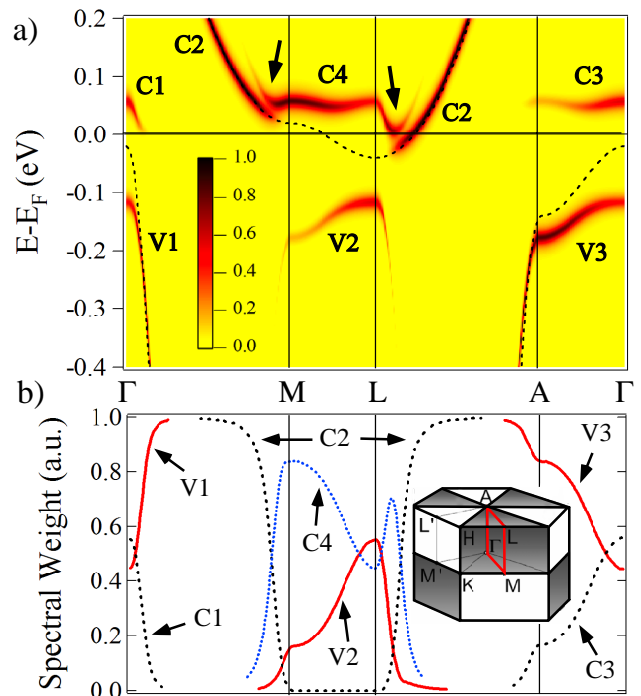 a)
0.2
0.1
0.0
-0.1
-0.2
-0.3
-0.4
E-E_F (eV)
C1
C2
C4
C2
C3
V1
V2
V3
1.0
0.8
0.6
0.4
0.2
0.0
Γ M L A Γ
b)
1.0
0.8
0.6
0.4
0.2
0.0
Spectral Weight (a.u.)
V1
C1
C2
C4
V2
V3
C3
A
L'
H
L
Γ
M'
K
M